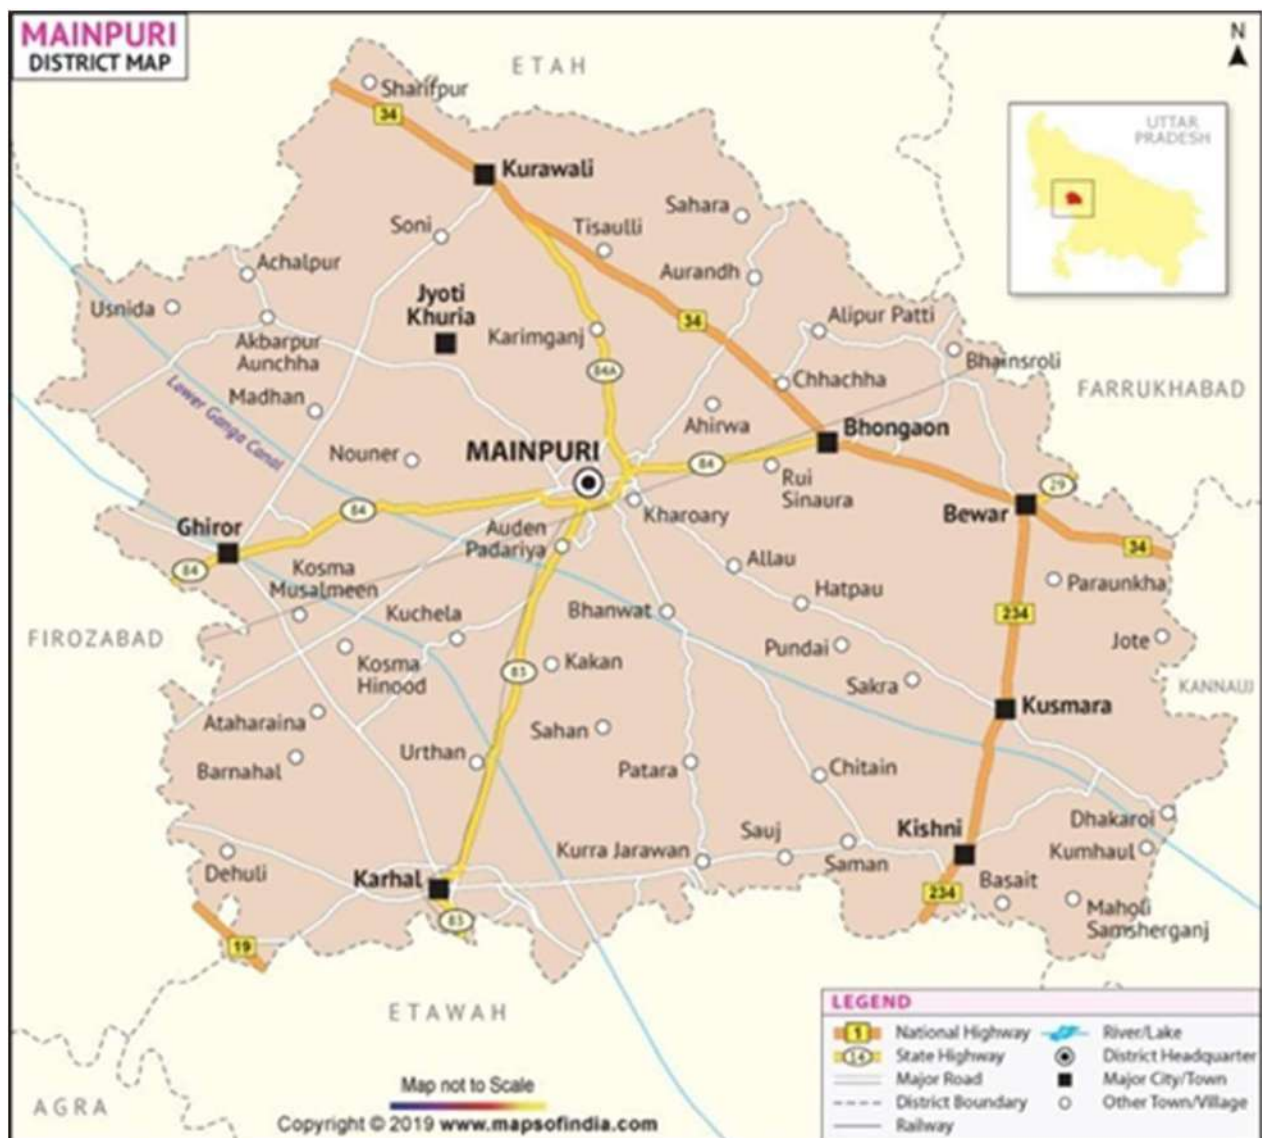 MAINPURI
DISTRICT MAP
N
ETAH
UTTAR
PRADESH
Sharifpur
34
Kurawali
Sahara
Soni
Tisaulli
Achalpur
Aurandh
Usnida
Jyoti
Khuria
Karimganj
34
Alipur Patti
Akbarpur
Aunchha
Bhainsroli
84A
Chhachha
FARRUKHABAD
Lower Ganga Canal
Madhan
Ahirwa
Bhongaon
MAINPURI
Nouner
84
Rui
Sinaura
29
Bewar
84
Kharoary
Ghiror
Auden
Padariya
34
84
Kosma
Musalmeen
Allau
Paraunkha
Hatpau
Kuchela
Bhanwat
234
FIROZABAD
Jote
Kosma
Hinood
83
Kakan
Pundai
Sakra
KANNAUJ
Kusmara
Ataharaina
Sahan
Barnahal
Urthan
Patara
Chitain
Dhakaroi
Kishni
Sauj
Kurra Jarawan
Saman
Kumhaul
Dehuli
Karhal
Basait
234
Maholi
Samsherganj
83
19
ETAWAH
LEGEND
1 National Highway
River/Lake
14 State Highway
District Headquarter
Major Road
Major City/Town
District Boundary
Other Town/Village
Railway
AGRA
Map not to Scale
Copyright © 2019 www.mapsofindia.com